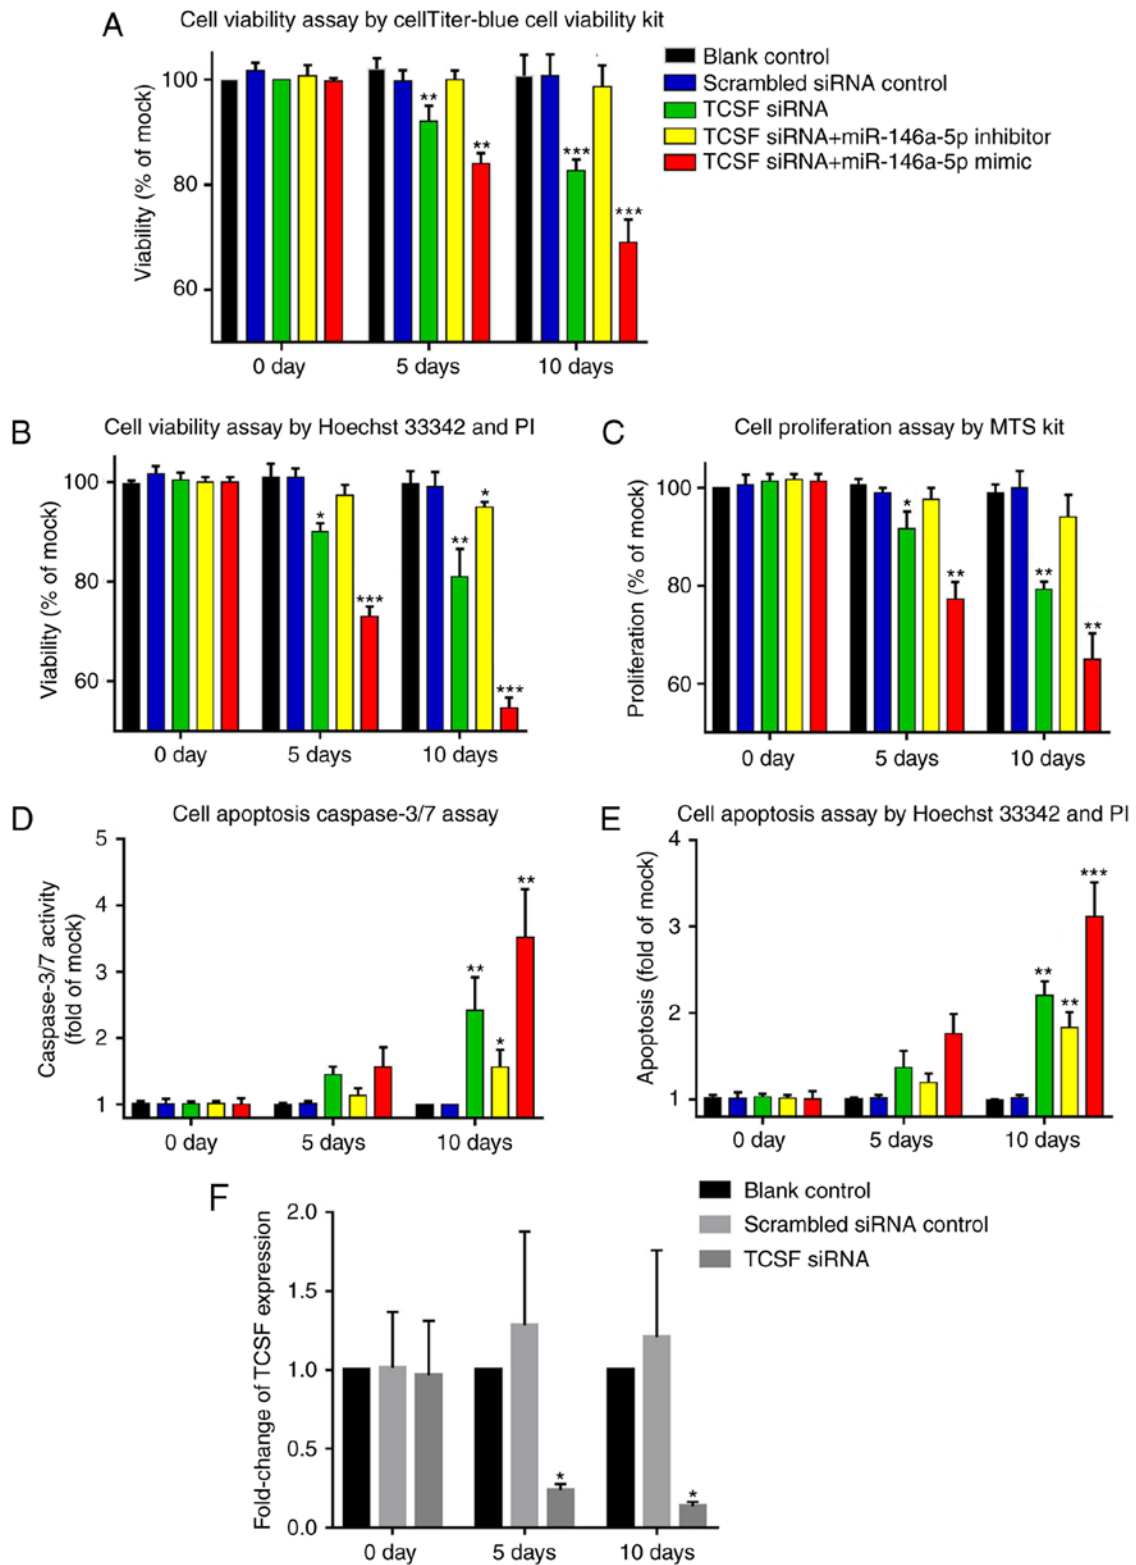 A
Cell viability assay by cellTiter-blue cell viability kit
Viability (% of mock)
100
80
60
** ** *** ***
0 day 5 days 10 days
Blank control
Scrambled siRNA control
TCSF siRNA
TCSF siRNA+miR-146a-5p inhibitor
TCSF siRNA+miR-146a-5p mimic
B
Cell viability assay by Hoechst 33342 and PI
Viability (% of mock)
100
80
60
* *** ** * ***
0 day 5 days 10 days
C
Cell proliferation assay by MTS kit
Proliferation (% of mock)
100
80
60
* ** ** **
0 day 5 days 10 days
D
Cell apoptosis caspase-3/7 assay
Caspase-3/7 activity
(fold of mock)
5
4
3
2
1
** * **
0 day 5 days 10 days
E
Cell apoptosis assay by Hoechst 33342 and PI
Apoptosis (fold of mock)
4
3
2
1
** ** ***
0 day 5 days 10 days
F
Fold-change of TCSF expression
2.0
1.5
1.0
0.5
0.0
* *
0 day 5 days 10 days
Blank control
Scrambled siRNA control
TCSF siRNA